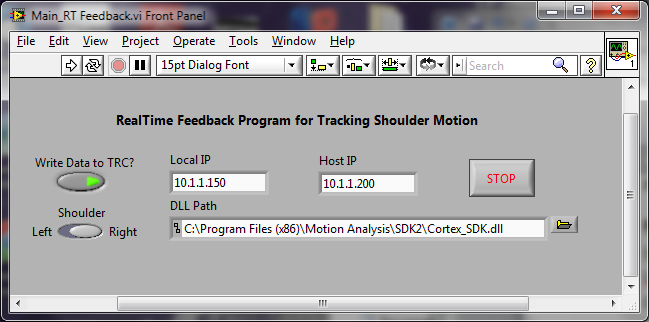 Main_RT Feedback.vi Front Panel
File Edit View Project Operate Tools Window Help
15pt Dialog Font Search ? 1
RealTime Feedback Program for Tracking Shoulder Motion
Write Data to TRC? Local IP Host IP
10.1.1.150 10.1.1.200 STOP
Shoulder DLL Path
Left Right C:\Program Files (x86)\Motion Analysis\SDK2\Cortex_SDK.dll